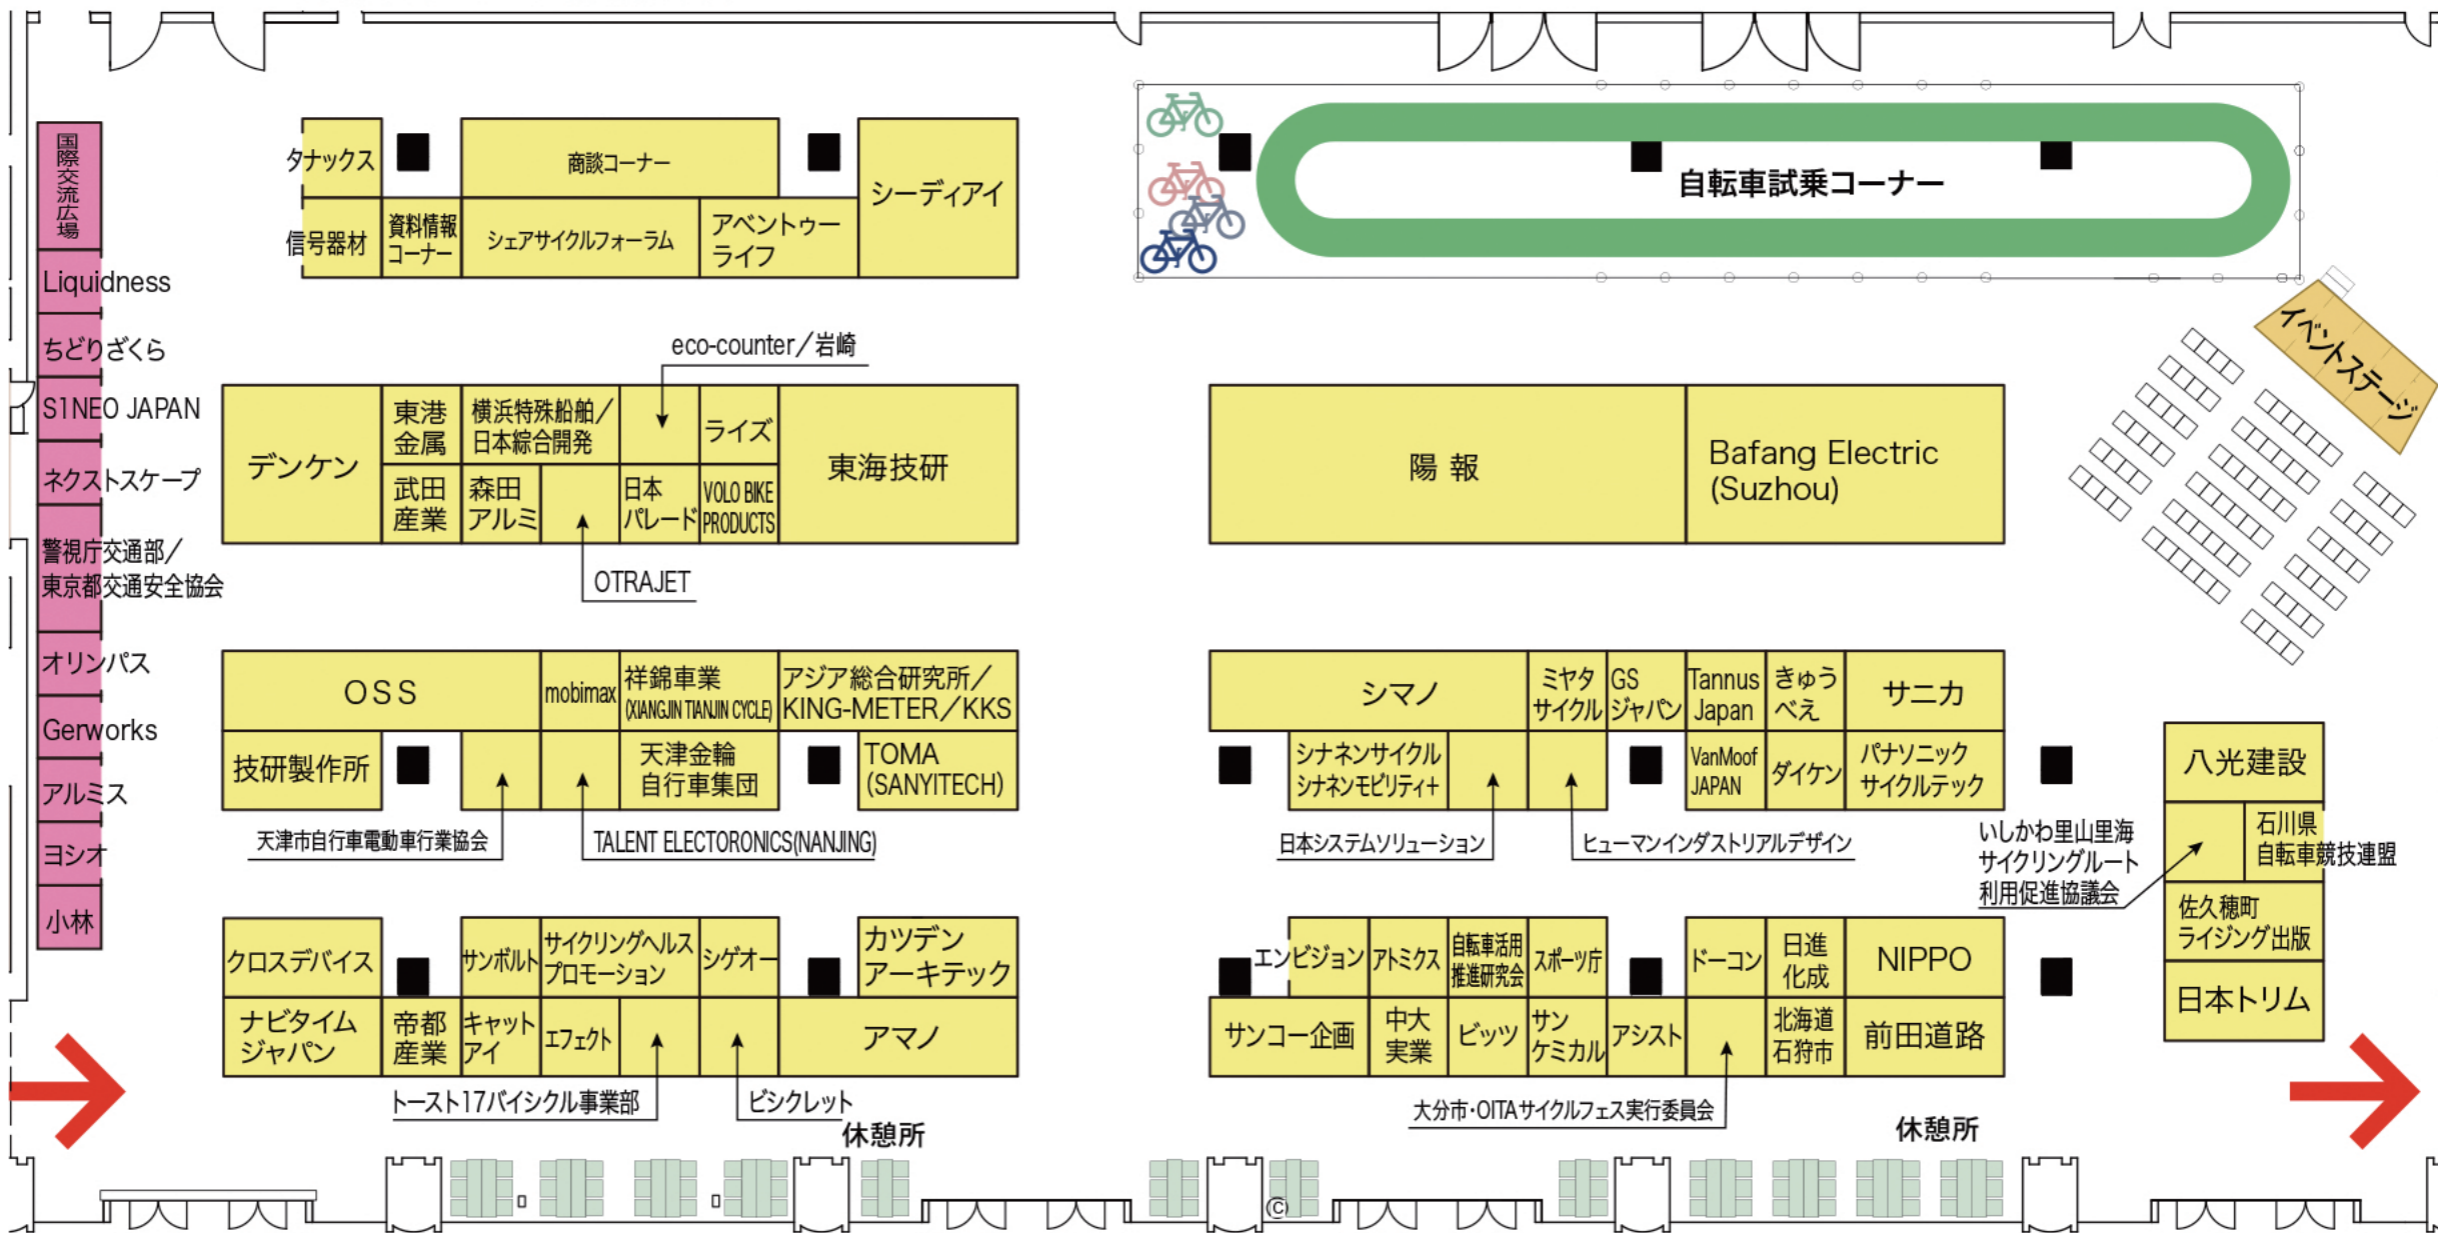 国際交流広場
Liquidness
ちどりざくら
S1NEO JAPAN
ネクストスケープ
警視庁交通部／
東京都交通安全協会
オリンパス
Gerworks
アルミス
ヨシオ
小林
タナックス
商談コーナー
シーディアイ
信号器材
資料情報
コーナー
シェアサイクルフォーラム
アベントゥー
ライフ
自転車試乗コーナー
イベントステージ
eco-counter／岩崎
デンケン
東港
金属
横浜特殊船舶／
日本綜合開発
ライズ
東海技研
武田
産業
森田
アルミ
日本
パレード
VOLO BIKE
PRODUCTS
OTRAJET
陽報
Bafang Electric
(Suzhou)
OSS
mobimax
祥錦車業
(XIANGJIN TIANJIN CYCLE)
アジア総合研究所／
KING-METER／KKS
技研製作所
天津金輪
自行車集団
TOMA
(SANYITECH)
天津市自行車電動車行業協会
TALENT ELECTORONICS(NANJING)
シマノ
ミヤタ
サイクル
GS
ジャパン
Tannus
Japan
きゅう
べえ
サニカ
シナネンサイクル
シナネンモビリティ＋
VanMoof
JAPAN
ダイケン
パナソニック
サイクルテック
日本システムソリューション
ヒューマンインダストリアルデザイン
八光建設
いしかわ里山里海
サイクリングルート
利用促進協議会
石川県
自転車競技連盟
佐久穂町
ライジング出版
日本トリム
クロスデバイス
サンボルト
サイクリングヘルス
プロモーション
シゲオー
カツデン
アーキテック
ナビタイム
ジャパン
帝都
産業
キャット
アイ
エフェクト
アマノ
トースト17バイシクル事業部
ビシクレット
休憩所
エンビジョン
アトミクス
自転車活用
推進研究会
スポーツ庁
ドーコン
日進
化成
NIPPO
サンコー企画
中大
実業
ビッツ
サン
ケミカル
アシスト
北海道
石狩市
前田道路
大分市・OITAサイクルフェス実行委員会
休憩所
©